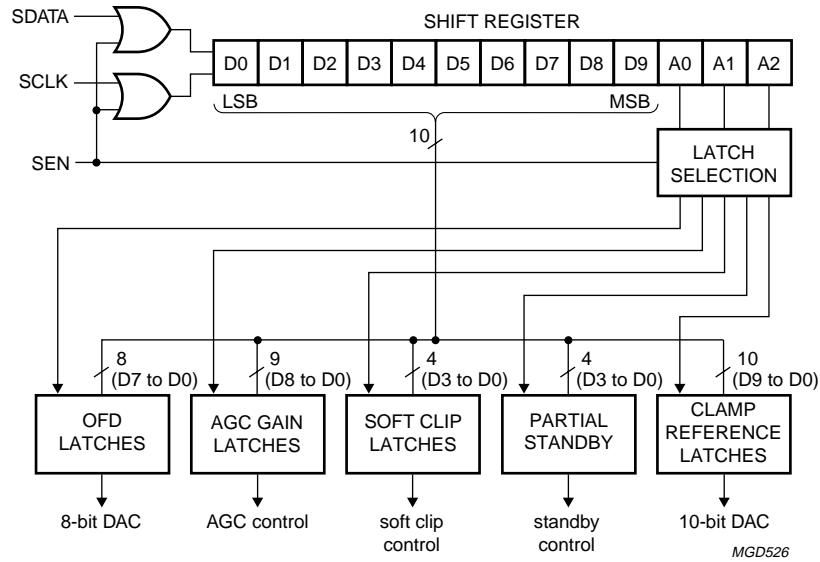 SHIFT REGISTER
SDATA
SCLK
SEN
D0 D1 D2 D3 D4 D5 D6 D7 D8 D9 A0 A1 A2
LSB MSB
10
LATCH
SELECTION
8
(D7 to D0)
9
(D8 to D0)
4
(D3 to D0)
4
(D3 to D0)
10
(D9 to D0)
OFD
LATCHES
AGC GAIN
LATCHES
SOFT CLIP
LATCHES
PARTIAL
STANDBY
CLAMP
REFERENCE
LATCHES
8-bit DAC
AGC control
soft clip
control
standby
control
10-bit DAC
MGD526